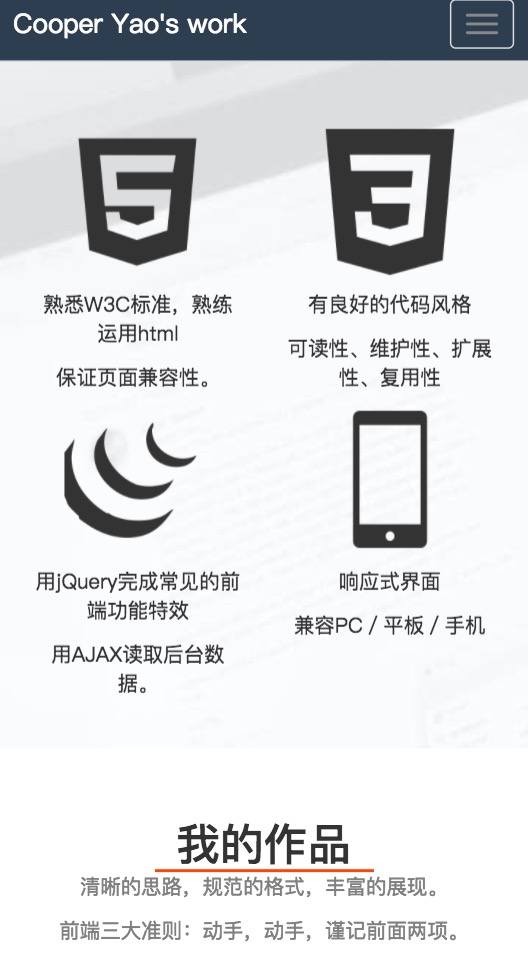 Cooper Yao's work
熟悉W3C标准，熟练
运用html
保证页面兼容性。
有良好的代码风格
可读性、维护性、扩展
性、复用性
用jQuery完成常见的前
端功能特效
用AJAX读取后台数
据。
响应式界面
兼容PC / 平板 / 手机
我的作品
清晰的思路，规范的格式，丰富的展现。
前端三大准则：动手，动手，谨记前面两项。